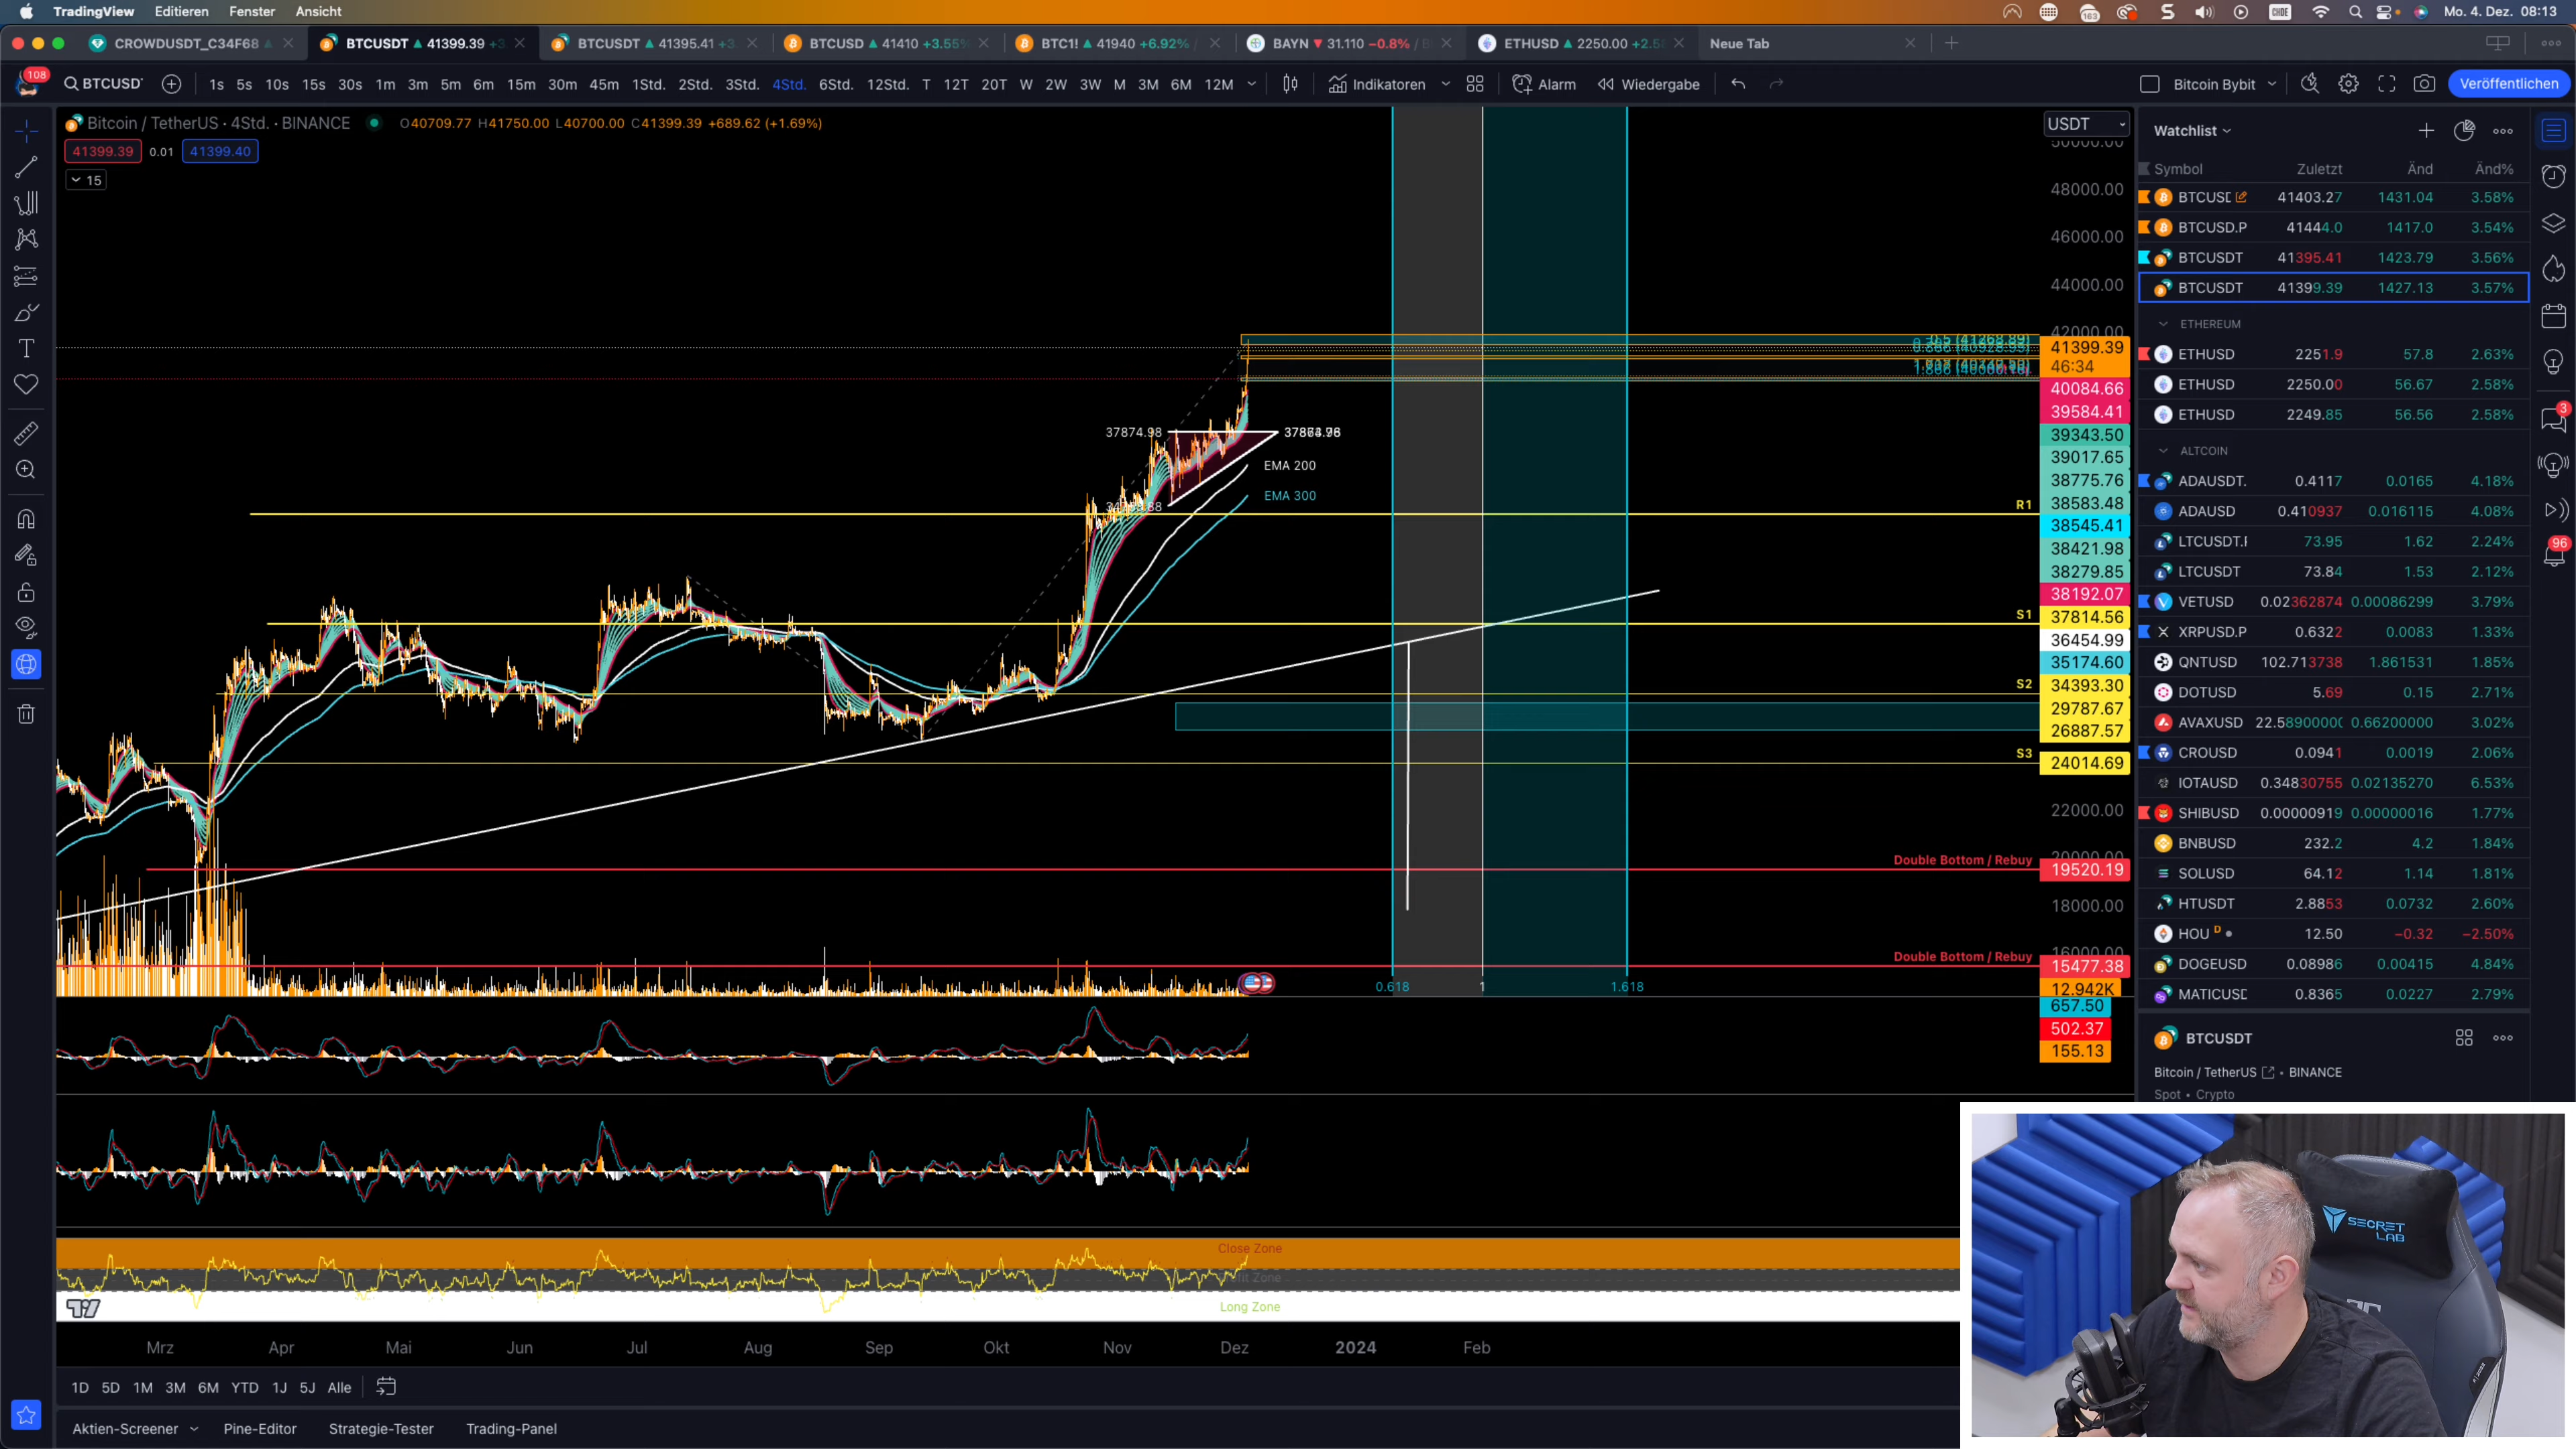 TradingView Editieren Fenster Ansicht
163 Mo. 4. Dez. 08:13
CROWDUSDT_C34F68 BTCUSDT ▲ 41399.39 +3 BTCUSDT ▲ 41395.41 +3 BTCUSD ▲ 41410 +3.55% BTC1! ▲ 41940 +6.92% / BAYN ▼ 31.110 −0.8% / ETHUSD ▲ 2250.00 +2.5 Neue Tab
108 BTCUSD 1s 5s 10s 15s 30s 1m 3m 5m 6m 15m 30m 45m 1Std. 2Std. 3Std. 4Std. 6Std. 12Std. T 12T 20T W 2W 3W M 3M 6M 12M Indikatoren Alarm Wiedergabe Bitcoin Bybit Veröffentlichen
Bitcoin / TetherUS · 4Std. · BINANCE O40709.77 H41750.00 L40700.00 C41399.39 +689.62 (+1.69%)
41399.39 0.01 41399.40
15
USDT
48000.00
46000.00
44000.00
42000.00
41399.39
46:34
40084.66
39584.41
39343.50
39017.65
38775.76
38583.48
38545.41
38421.98
38279.85
38192.07
37814.56
36454.99
35174.60
34393.30
29787.67
26887.57
24014.69
22000.00
19520.19
18000.00
16000.00
15477.38
12.942K
657.50
502.37
155.13
37874.98
EMA 200
EMA 300
R1
S1
S2
S3
Double Bottom / Rebuy
Double Bottom / Rebuy
0.618 1 1.618
Close Zone
Long Zone
Mrz Apr Mai Jun Jul Aug Sep Okt Nov Dez 2024 Feb
1D 5D 1M 3M 6M YTD 1J 5J Alle
Aktien-Screener Pine-Editor Strategie-Tester Trading-Panel
Watchlist
Symbol Zuletzt Änd Änd%
BTCUSD 41403.27 1431.04 3.58%
BTCUSD.P 41444.0 1417.0 3.54%
BTCUSDT 41395.41 1423.79 3.56%
BTCUSDT 41399.39 1427.13 3.57%
ETHEREUM
ETHUSD 2251.9 57.8 2.63%
ETHUSD 2250.00 56.67 2.58%
ETHUSD 2249.85 56.56 2.58%
ALTCOIN
ADAUSDT. 0.4117 0.0165 4.18%
ADAUSD 0.410937 0.016115 4.08%
LTCUSDT.I 73.95 1.62 2.24%
LTCUSDT 73.84 1.53 2.12%
VETUSD 0.02362874 0.00086299 3.79%
XRPUSD.P 0.6322 0.0083 1.33%
QNTUSD 102.713738 1.861531 1.85%
DOTUSD 5.69 0.15 2.71%
AVAXUSD 22.5890000 0.66200000 3.02%
CROUSD 0.0941 0.0019 2.06%
IOTAUSD 0.34830755 0.02135270 6.53%
SHIBUSD 0.00000919 0.00000016 1.77%
BNBUSD 232.2 4.2 1.84%
SOLUSD 64.12 1.14 1.81%
HTUSDT 2.8853 0.0732 2.60%
HOU D 12.50 −0.32 −2.50%
DOGEUSD 0.08986 0.00415 4.84%
MATICUSD 0.8365 0.0227 2.79%
BTCUSDT
Bitcoin / TetherUS • BINANCE
Spot • Crypto
3
96
SECRET
LAB